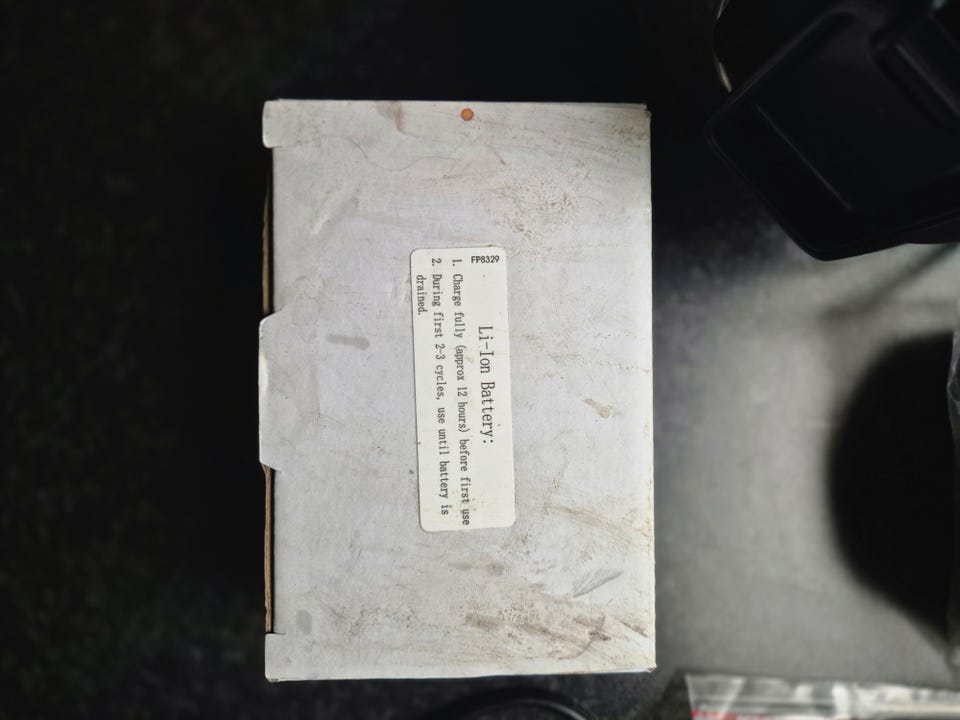 FP8329
Li-Ion Battery:
1. Charge fully (approx 12 hours) before first use
2. During first 2-3 cycles, use until battery is
drained.